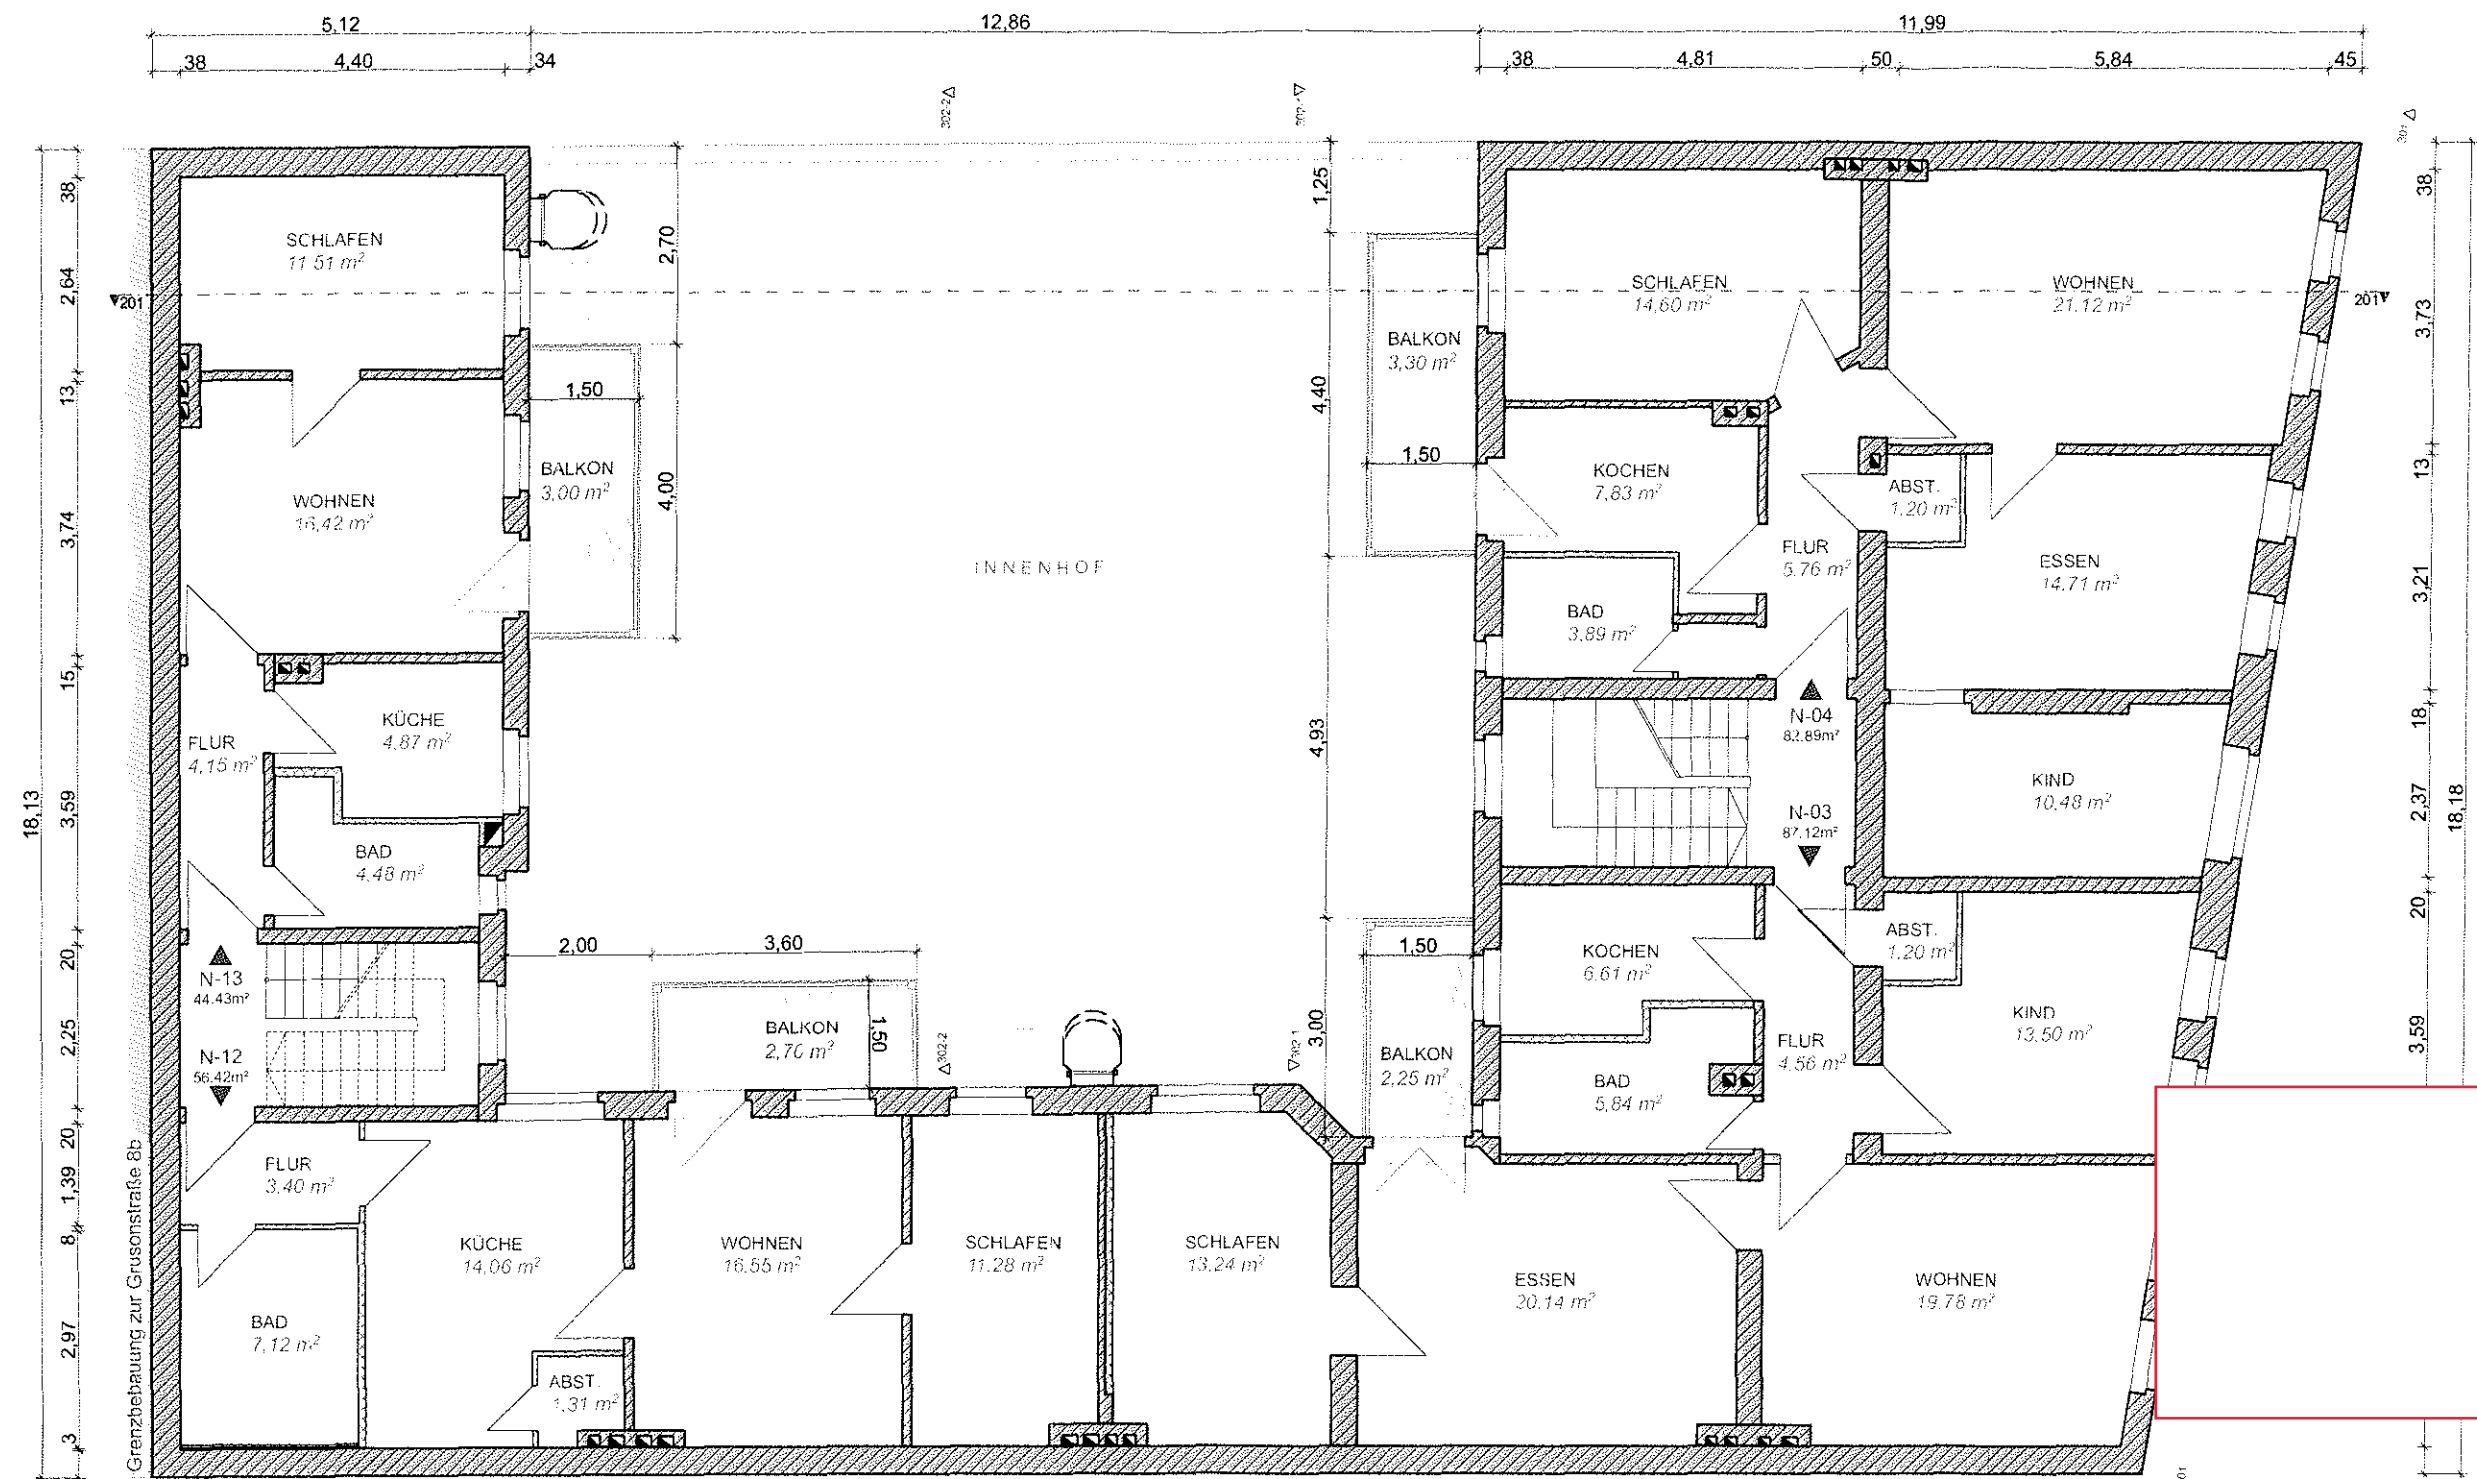 5,12
12,86
11,99
38
4,40
34
38
4,81
50
5,84
45
302-2
301
18,13
38
2,64
13
3,74
15
3,59
20
2,25
20
1,39
8
2,97
3
201
201
SCHLAFEN
11.51 m²
2,70
1,50
BALKON
3,00 m²
4,00
WOHNEN
16,42 m²
KÜCHE
4,87 m²
FLUR
4,15 m²
BAD
4,48 m²
N-13
44.43m²
N-12
56.42m²
INNENHOF
2,00
3,60
BALKON
2,70 m²
1,50
302-2
FLUR
3,40 m²
BAD
7,12 m²
KÜCHE
14,06 m²
ABST.
1,31 m²
WOHNEN
16,55 m²
SCHLAFEN
11.28 m²
SCHLAFEN
13.24 m²
Grenzbebauung zur Grusonstraße 8b
1,25
4,40
4,93
3,00
BALKON
3,30 m²
1,50
SCHLAFEN
14,60 m²
WOHNEN
21.12 m²
KOCHEN
7,83 m²
ABST.
1,20 m²
FLUR
5.76 m²
ESSEN
14.71 m²
BAD
3,89 m²
N-04
82.89m²
N-03
87.12m²
KIND
10.48 m²
KOCHEN
6,61 m²
ABST.
1,20 m²
KIND
13.50 m²
1,50
BALKON
2,25 m²
FLUR
4.56 m²
BAD
5,84 m²
ESSEN
20.14 m²
WOHNEN
19.78 m²
38
3,73
13
3,21
18
2,37
20
3,59
18,18
01